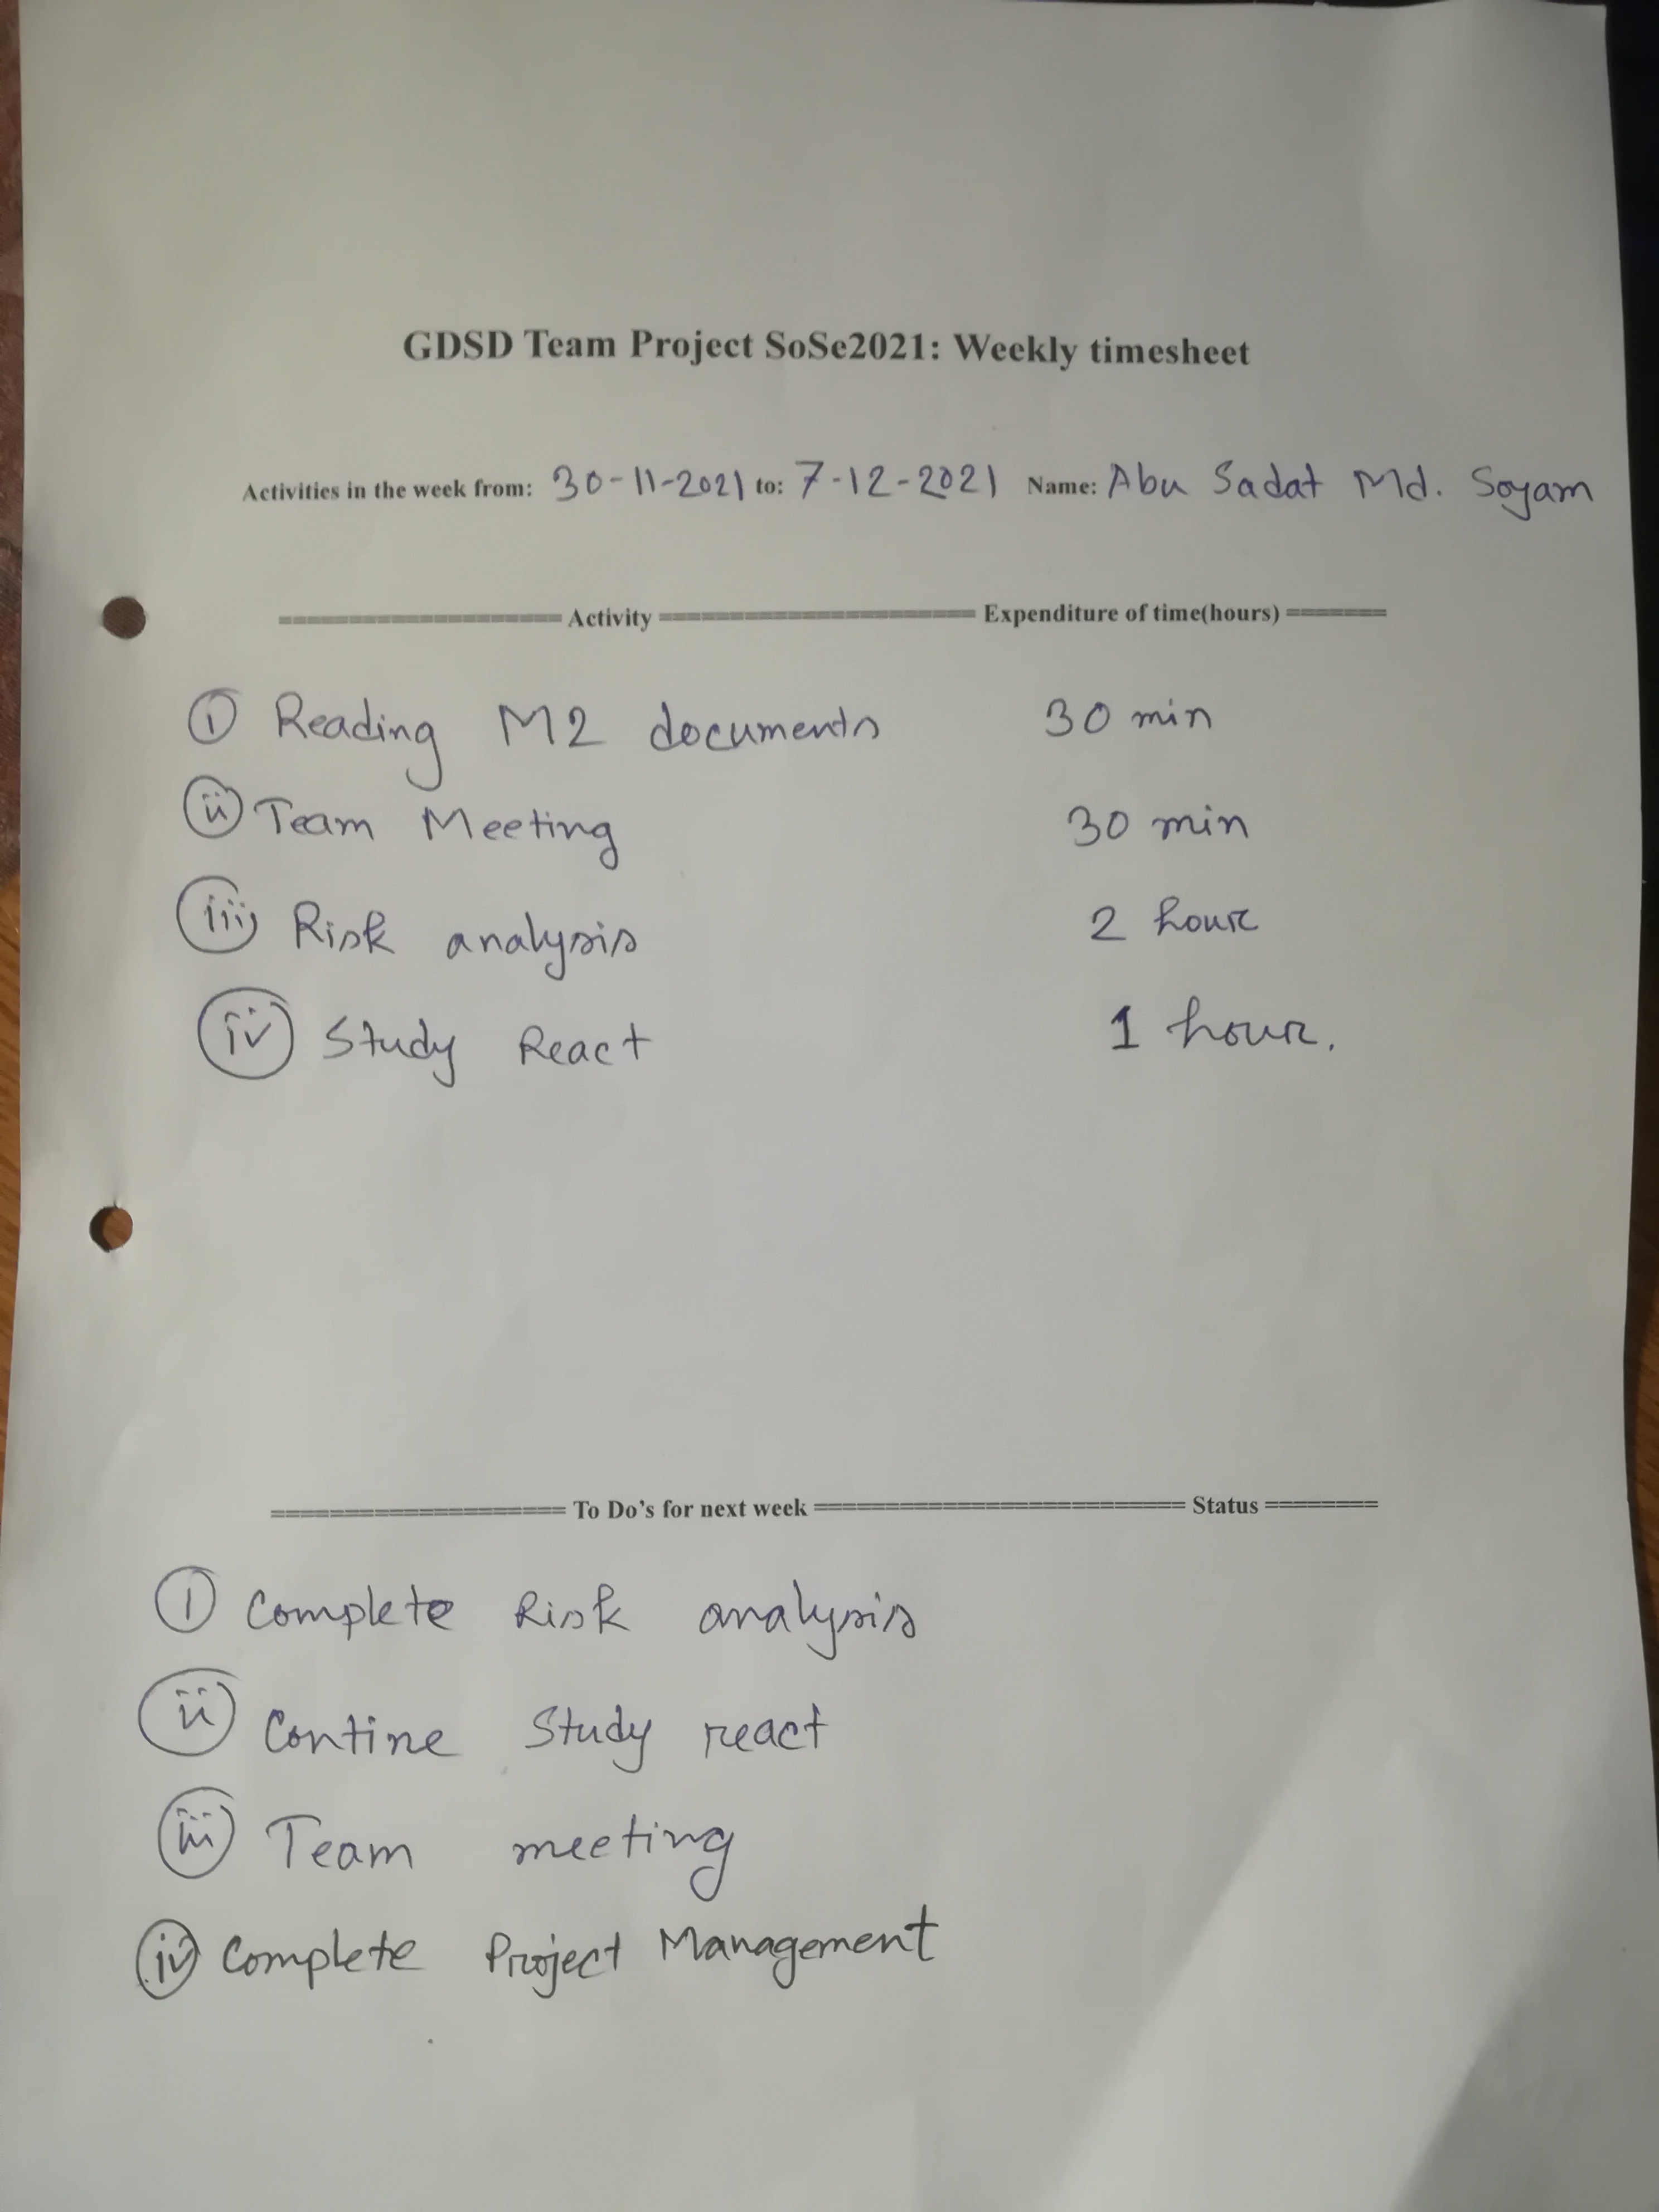 GDSD Team Project SoSe2021: Weekly timesheet
Activities in the week from: 30-11-2021 to: 7-12-2021 Name: Abu Sadat Md. Soyam
==================== Activity ====================== Expenditure of time(hours) =======
i Reading M2 documents 30 min
ii Team Meeting 30 min
iii Risk analysis 2 hour
iv Study React 1 hour.
==================== To Do's for next week ========================== Status ========
i Complete Risk analysis
ii Contine Study react
iii Team meeting
iv Complete Project Management